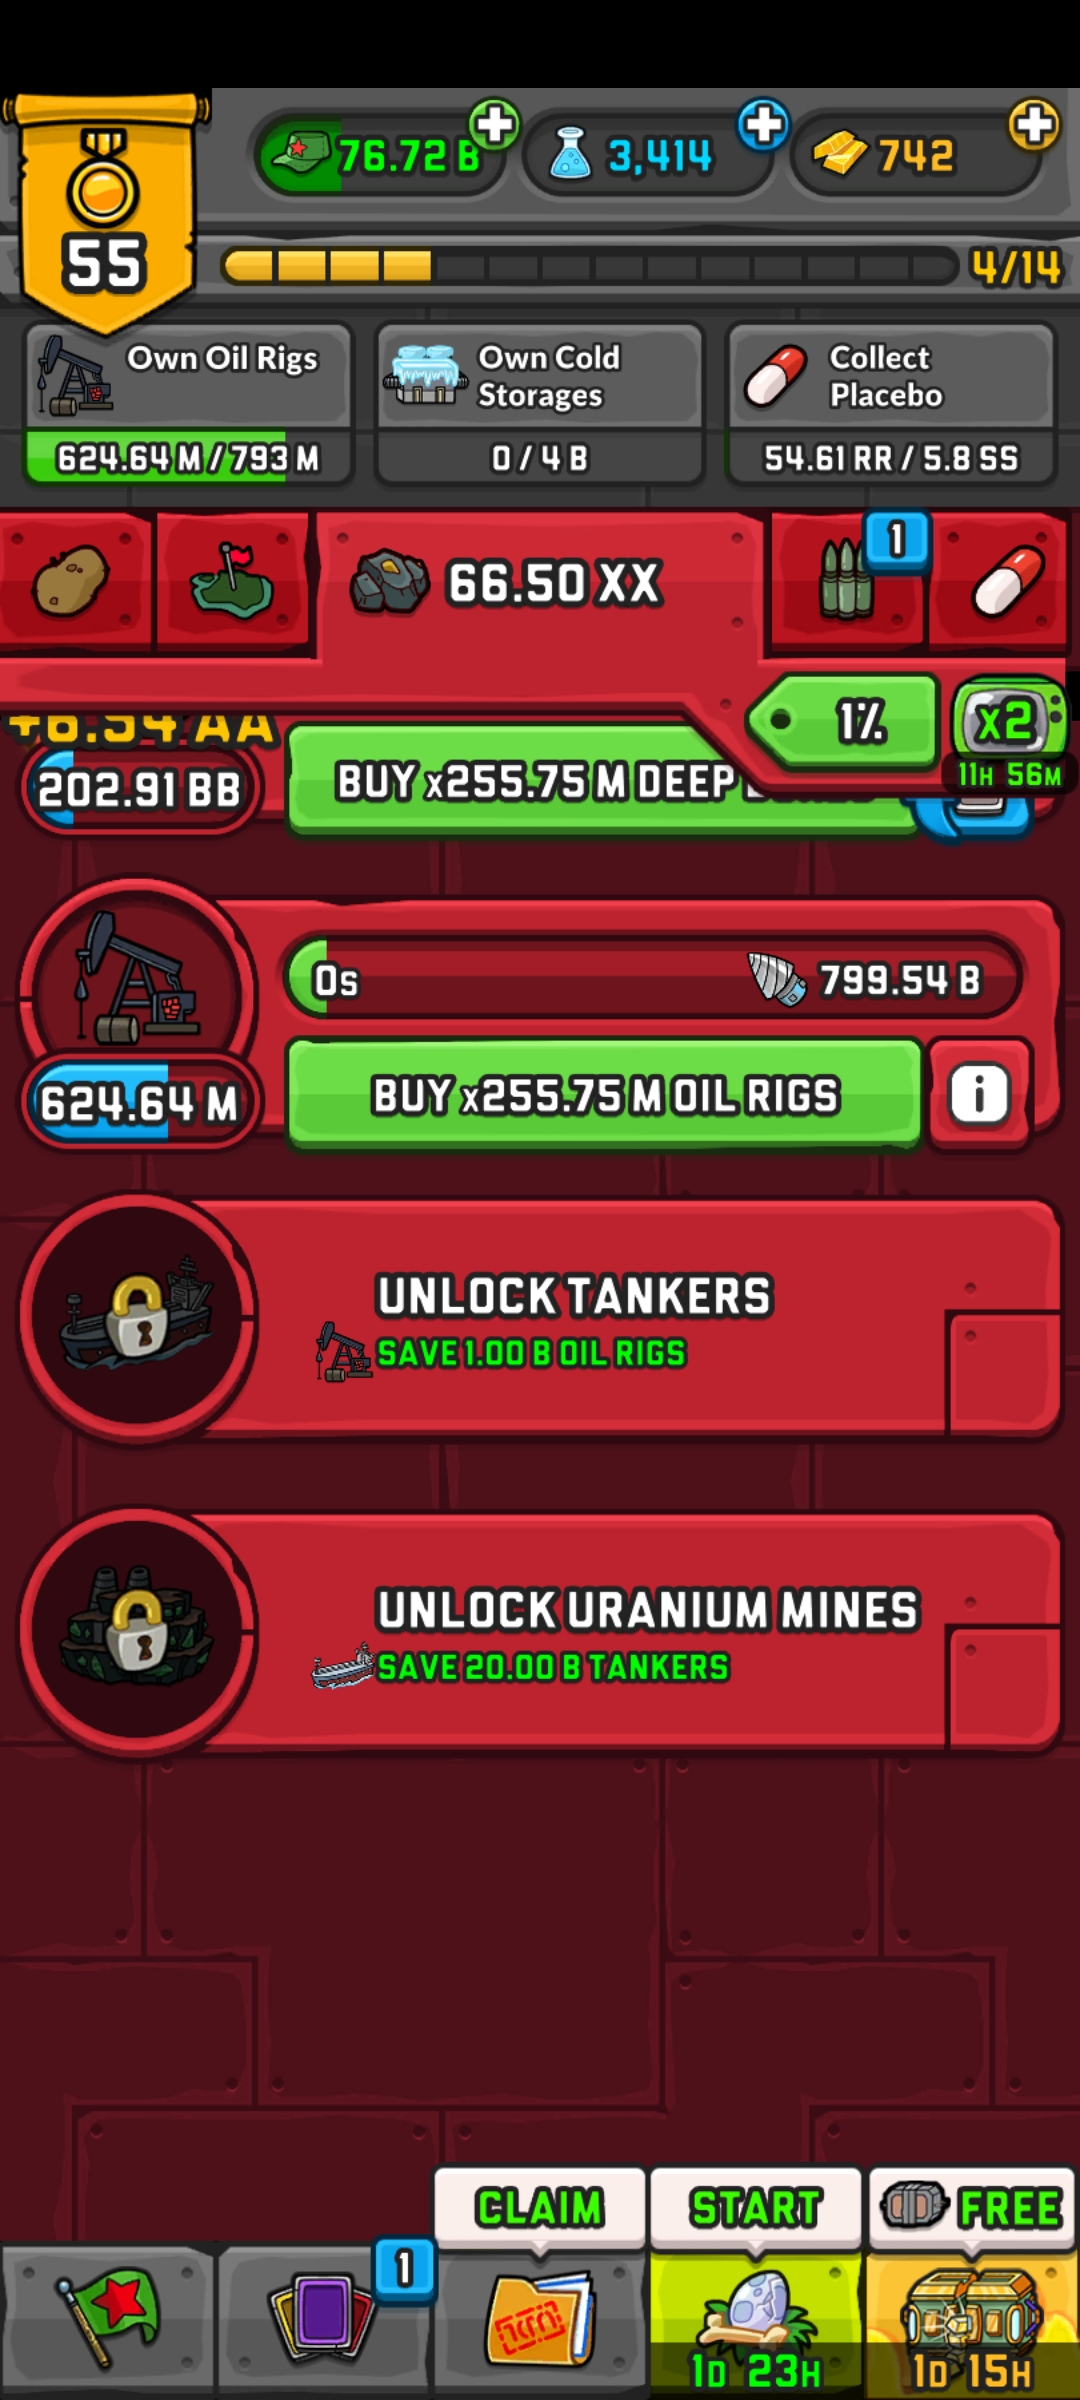 76.72 B
3,414
742
55
4/14
Own Oil Rigs
624.64 M / 793 M
Own Cold
Storages
0 / 4 B
Collect
Placebo
54.61 RR / 5.8 SS
66.50 XX
1
1%
x2
11H 56M
+6.54 AA
202.91 BB
BUY x255.75 M DEEP
0s
799.54 B
624.64 M
BUY x255.75 M OIL RIGS
i
UNLOCK TANKERS
SAVE 1.00 B OIL RIGS
UNLOCK URANIUM MINES
SAVE 20.00 B TANKERS
CLAIM
START
FREE
1
1D 23H
1D 15H